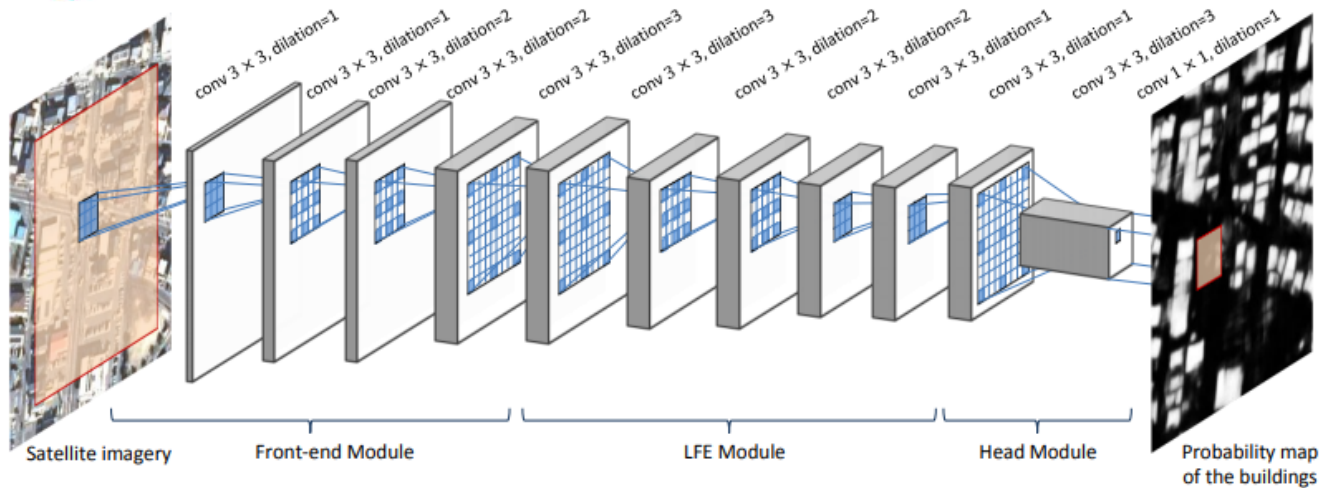 conv 3 × 3, dilation=1
conv 3 × 3, dilation=1
conv 3 × 3, dilation=2
conv 3 × 3, dilation=2
conv 3 × 3, dilation=3
conv 3 × 3, dilation=3
conv 3 × 3, dilation=2
conv 3 × 3, dilation=2
conv 3 × 3, dilation=1
conv 3 × 3, dilation=1
conv 3 × 3, dilation=3
conv 1 × 1, dilation=1
Satellite imagery
Front-end Module
LFE Module
Head Module
Probability map
of the buildings